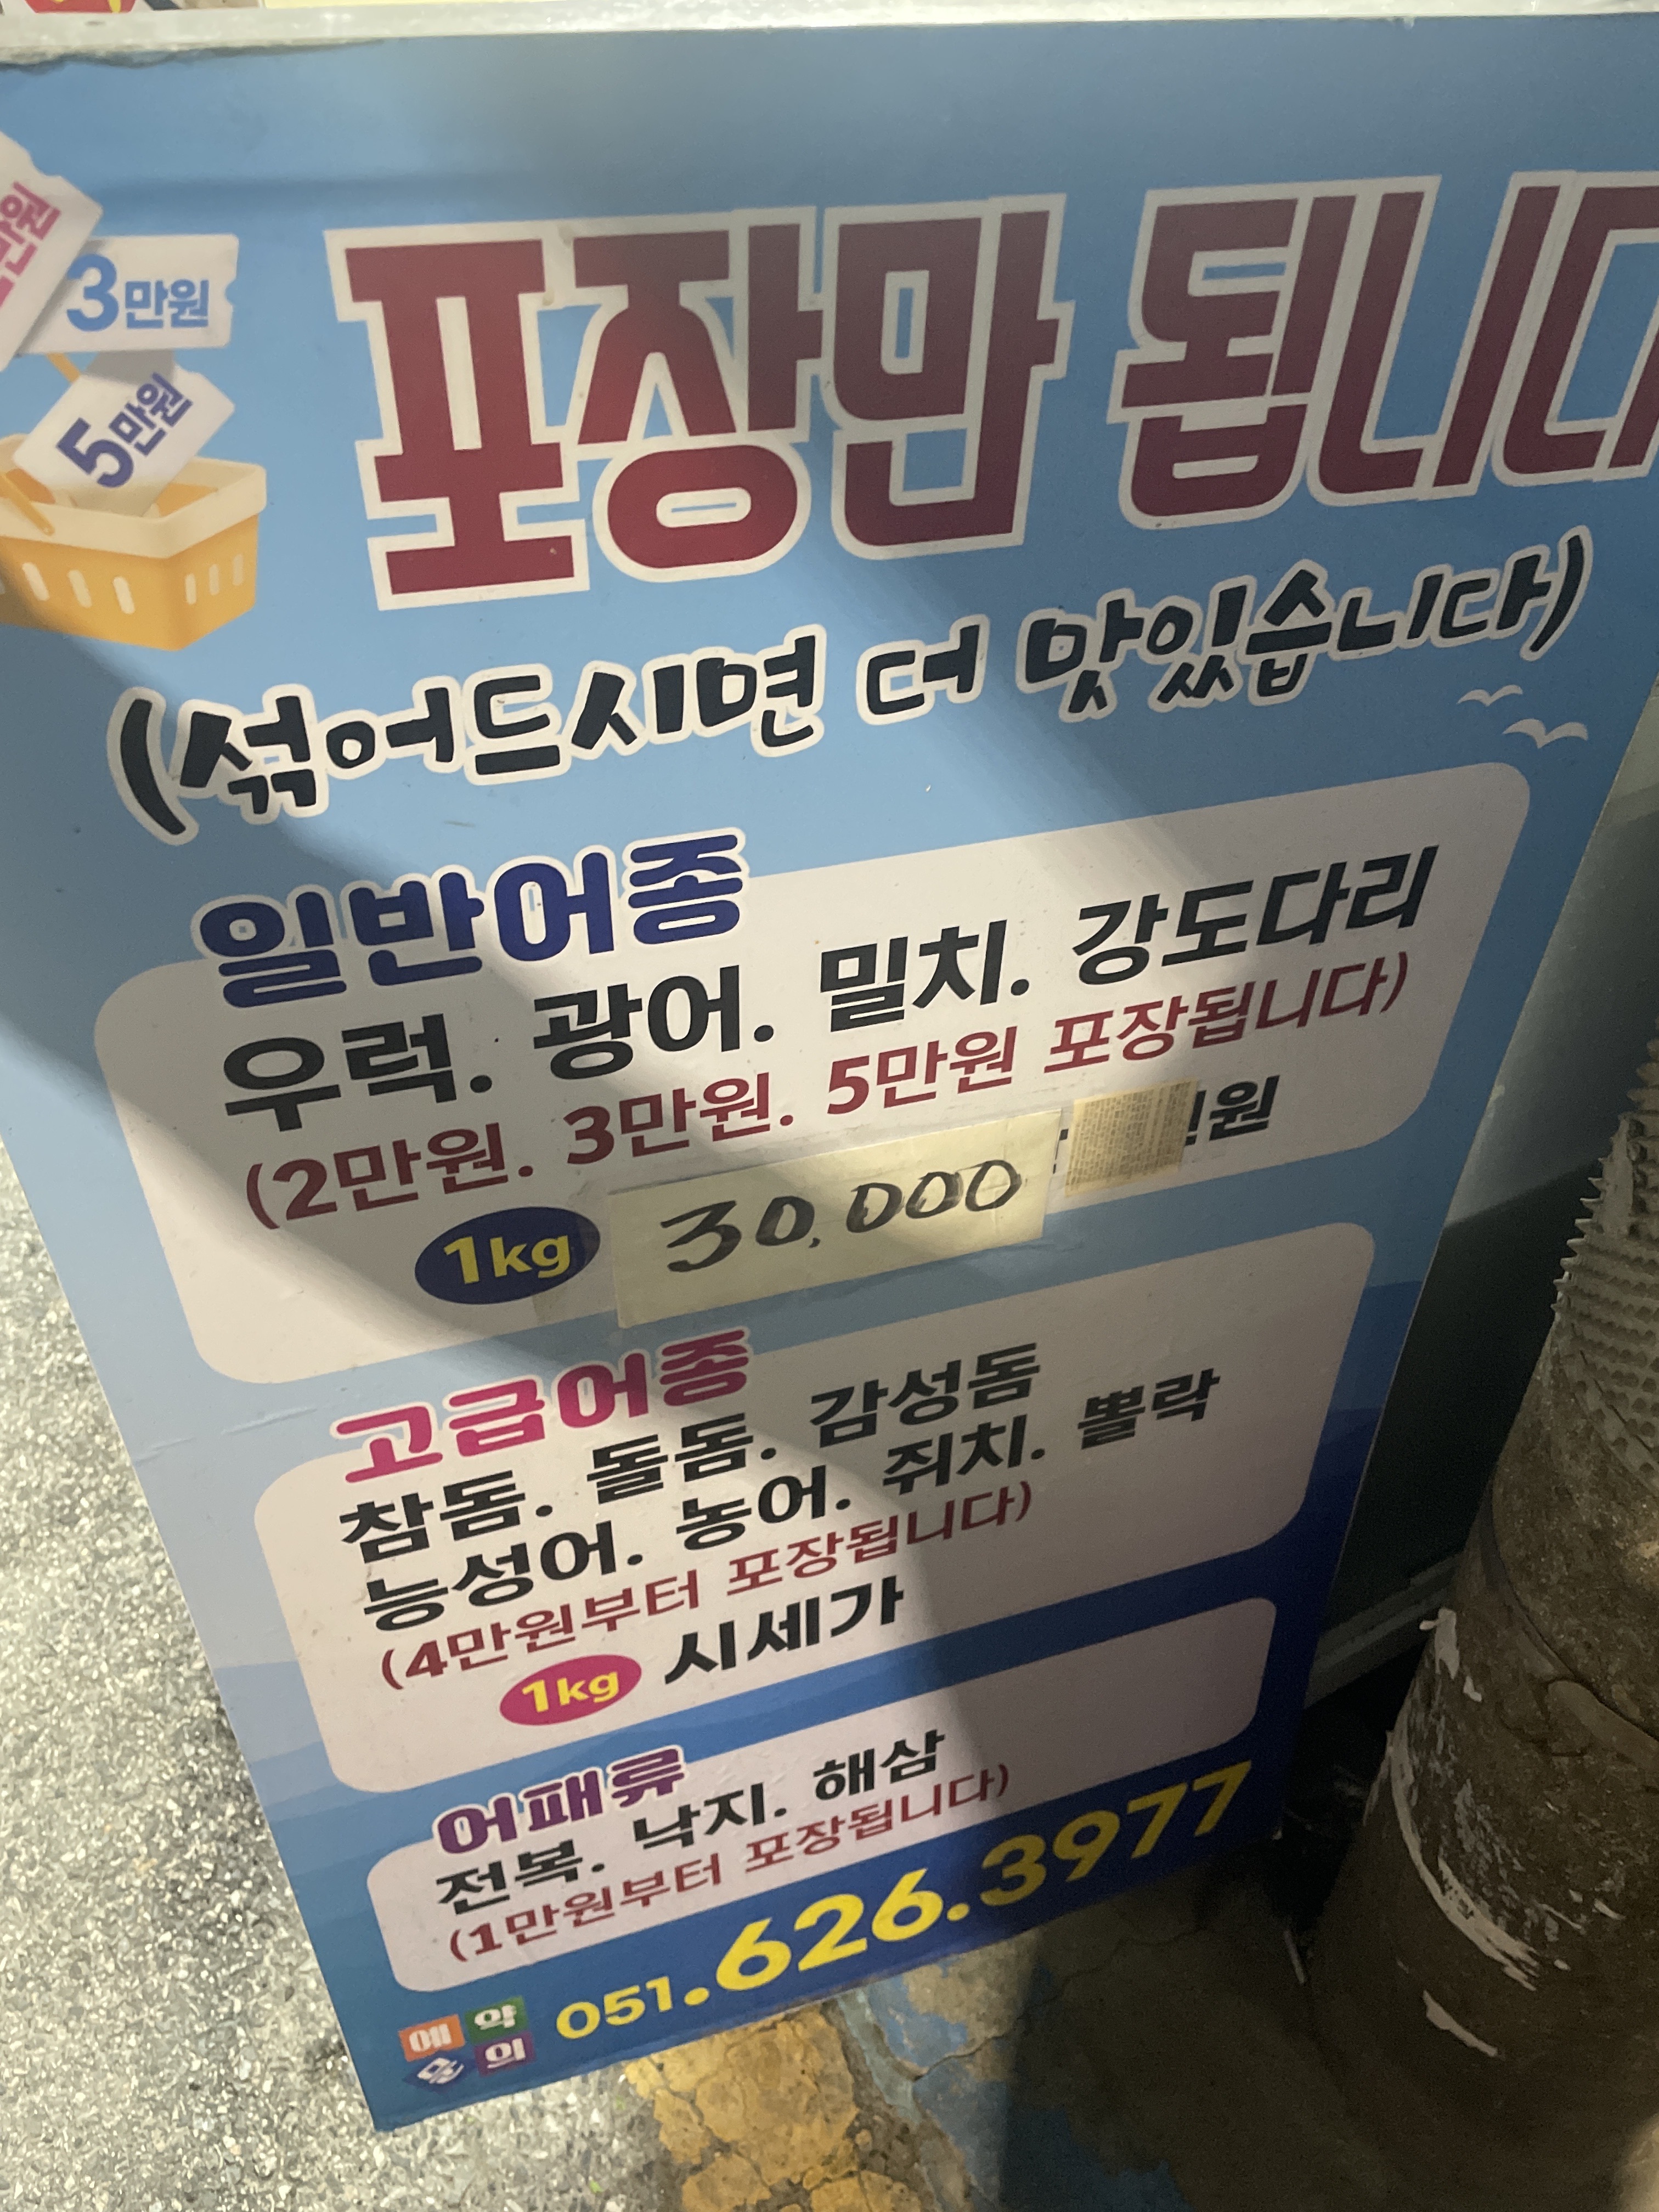 만원
3만원
5만원
포장만 됩니다
(섞어드시면 더 맛있습니다)
일반어종
우럭. 광어. 밀치. 강도다리
(2만원. 3만원. 5만원 포장됩니다)
1kg 30,000 원
고급어종
참돔. 돌돔. 감성돔
능성어. 농어. 쥐치. 뽈락
(4만원부터 포장됩니다)
1kg 시세가
어패류
전복. 낙지. 해삼
(1만원부터 포장됩니다)
예약
문의 051.626.3977